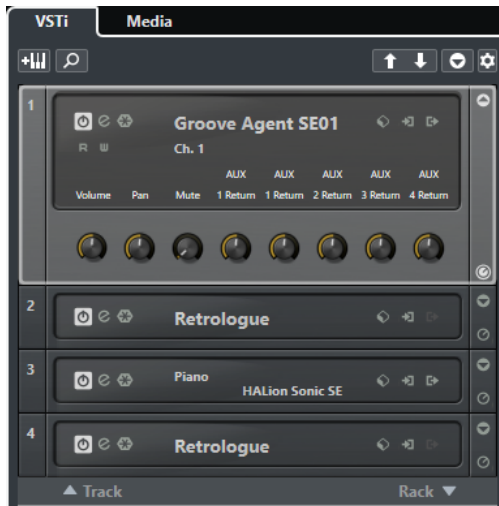 VSTi Media
1
Groove Agent SE01
R W
Ch. 1
AUX AUX AUX AUX AUX
Volume Pan Mute 1 Return 1 Return 2 Return 3 Return 4 Return
2
Retrologue
3
Piano
HALion Sonic SE
4
Retrologue
Track Rack